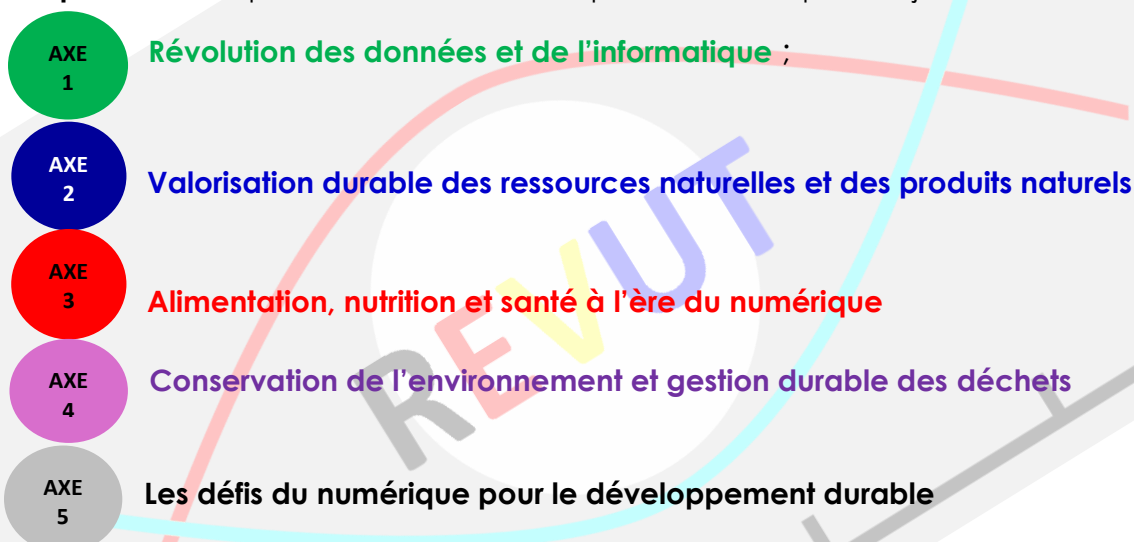 AXE
1
Révolution des données et de l’informatique ;
AXE
2
Valorisation durable des ressources naturelles et des produits naturels
AXE
3
Alimentation, nutrition et santé à l’ère du numérique
AXE
4
Conservation de l’environnement et gestion durable des déchets
AXE
5
Les défis du numérique pour le développement durable
REVUT